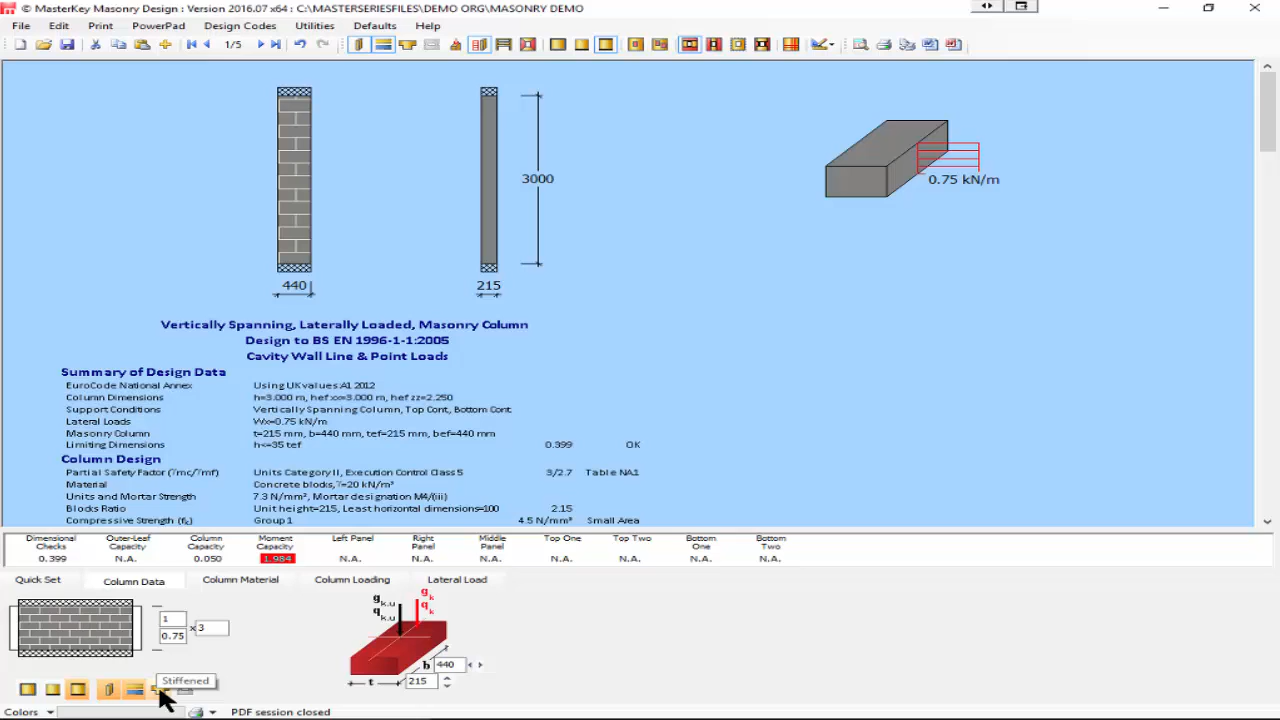 MasterKey Masonry Design : Version 2016.07 x64 : C:\MASTERSERIESFILES\DEMO ORG\MASONRY DEMO
File Edit Print PowerPad Design Codes Utilities Defaults Help
1/5
3000
440
215
0.75 kN/m
Vertically Spanning, Laterally Loaded, Masonry Column
Design to BS EN 1996-1-1:2005
Cavity Wall Line & Point Loads
Summary of Design Data
EuroCode National Annex Using UK values:A1 2012
Column Dimensions h=3.000 m, hef xx=3.000 m, hef zz=2.250
Support Conditions Vertically Spanning Column, Top Cont, Bottom Cont.
Lateral Loads Wx=0.75 kN/m
Masonry Column t=215 mm, b=440 mm, tef=215 mm, bef=440 mm
Limiting Dimensions h<=35 tef 0.399 OK
Column Design
Partial Safety Factor (γmc/γmf) Units Category II, Execution Control Class 5 3/2.7 Table NA1
Material Concrete blocks, γ=20 kN/m³
Units and Mortar Strength 7.3 N/mm², Mortar designation M4/(iii)
Blocks Ratio Unit height=215, Least horizontal dimensions=100 2.15
Compressive Strength (fk) Group 1 4.5 N/mm² Small Area
Dimensional Checks Outer-Leaf Capacity Column Capacity Moment Capacity Left Panel Right Panel Middle Panel Top One Top Two Bottom One Bottom Two
0.399 N.A. 0.050 1.984 N.A. N.A. N.A. N.A. N.A. N.A. N.A.
Quick Set Column Data Column Material Column Loading Lateral Load
1
0.75 x 3
gk,u
qk,u
gk
qk
b 440
t 215
Stiffened
Colors PDF session closed